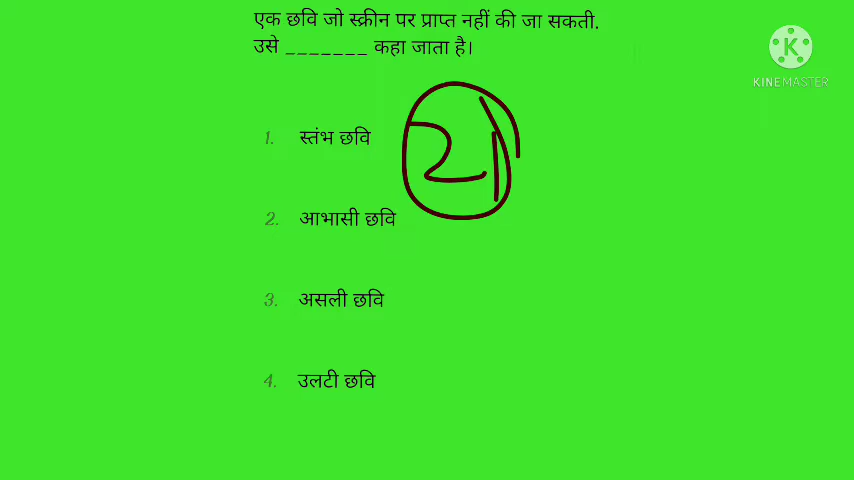 एक छवि जो स्क्रीन पर प्राप्त नहीं की जा सकती.
उसे _______ कहा जाता है।
KINEMASTER
21
1. स्तंभ छवि
2. आभासी छवि
3. असली छवि
4. उलटी छवि